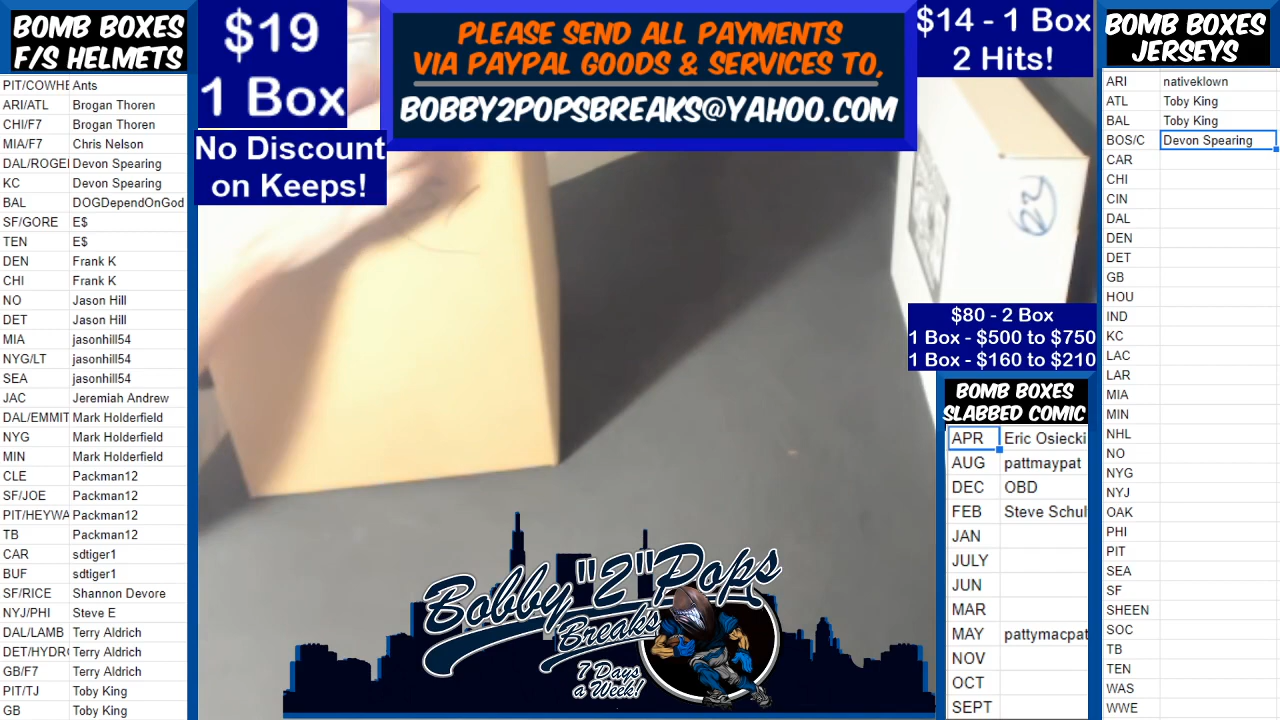 BOMB BOXES
F/S HELMETS
PIT/COWHE Ants
ARI/ATL Brogan Thoren
CHI/F7 Brogan Thoren
MIA/F7 Chris Nelson
DAL/ROGE Devon Spearing
KC Devon Spearing
BAL DOGDependOnGod
SF/GORE E$
TEN E$
DEN Frank K
CHI Frank K
NO Jason Hill
DET Jason Hill
MIA jasonhill54
NYG/LT jasonhill54
SEA jasonhill54
JAC Jeremiah Andrew
DAL/EMMIT Mark Holderfield
NYG Mark Holderfield
MIN Mark Holderfield
CLE Packman12
SF/JOE Packman12
PIT/HEYWA Packman12
TB Packman12
CAR sdtiger1
BUF sdtiger1
SF/RICE Shannon Devore
NYJ/PHI Steve E
DAL/LAMB Terry Aldrich
DET/HYDR Terry Aldrich
GB/F7 Terry Aldrich
PIT/TJ Toby King
GB Toby King
$19
1 Box
No Discount
on Keeps!
PLEASE SEND ALL PAYMENTS
VIA PAYPAL GOODS & SERVICES TO,
BOBBY2POPSBREAKS@YAHOO.COM
$14 - 1 Box
2 Hits!
$80 - 2 Box
1 Box - $500 to $750
1 Box - $160 to $210
BOMB BOXES
SLABBED COMIC
APR Eric Osiecki
AUG pattmaypat
DEC OBD
FEB Steve Schul
JAN
JULY
JUN
MAR
MAY pattymacpat
NOV
OCT
SEPT
Bobby "2" Pops
Breaks
7 Days
a Week!
BOMB BOXES
JERSEYS
ARI nativeklown
ATL Toby King
BAL Toby King
BOS/C Devon Spearing
CAR
CHI
CIN
DAL
DEN
DET
GB
HOU
IND
KC
LAC
LAR
MIA
MIN
NHL
NO
NYG
NYJ
OAK
PHI
PIT
SEA
SF
SHEEN
SOC
TB
TEN
WAS
WWE